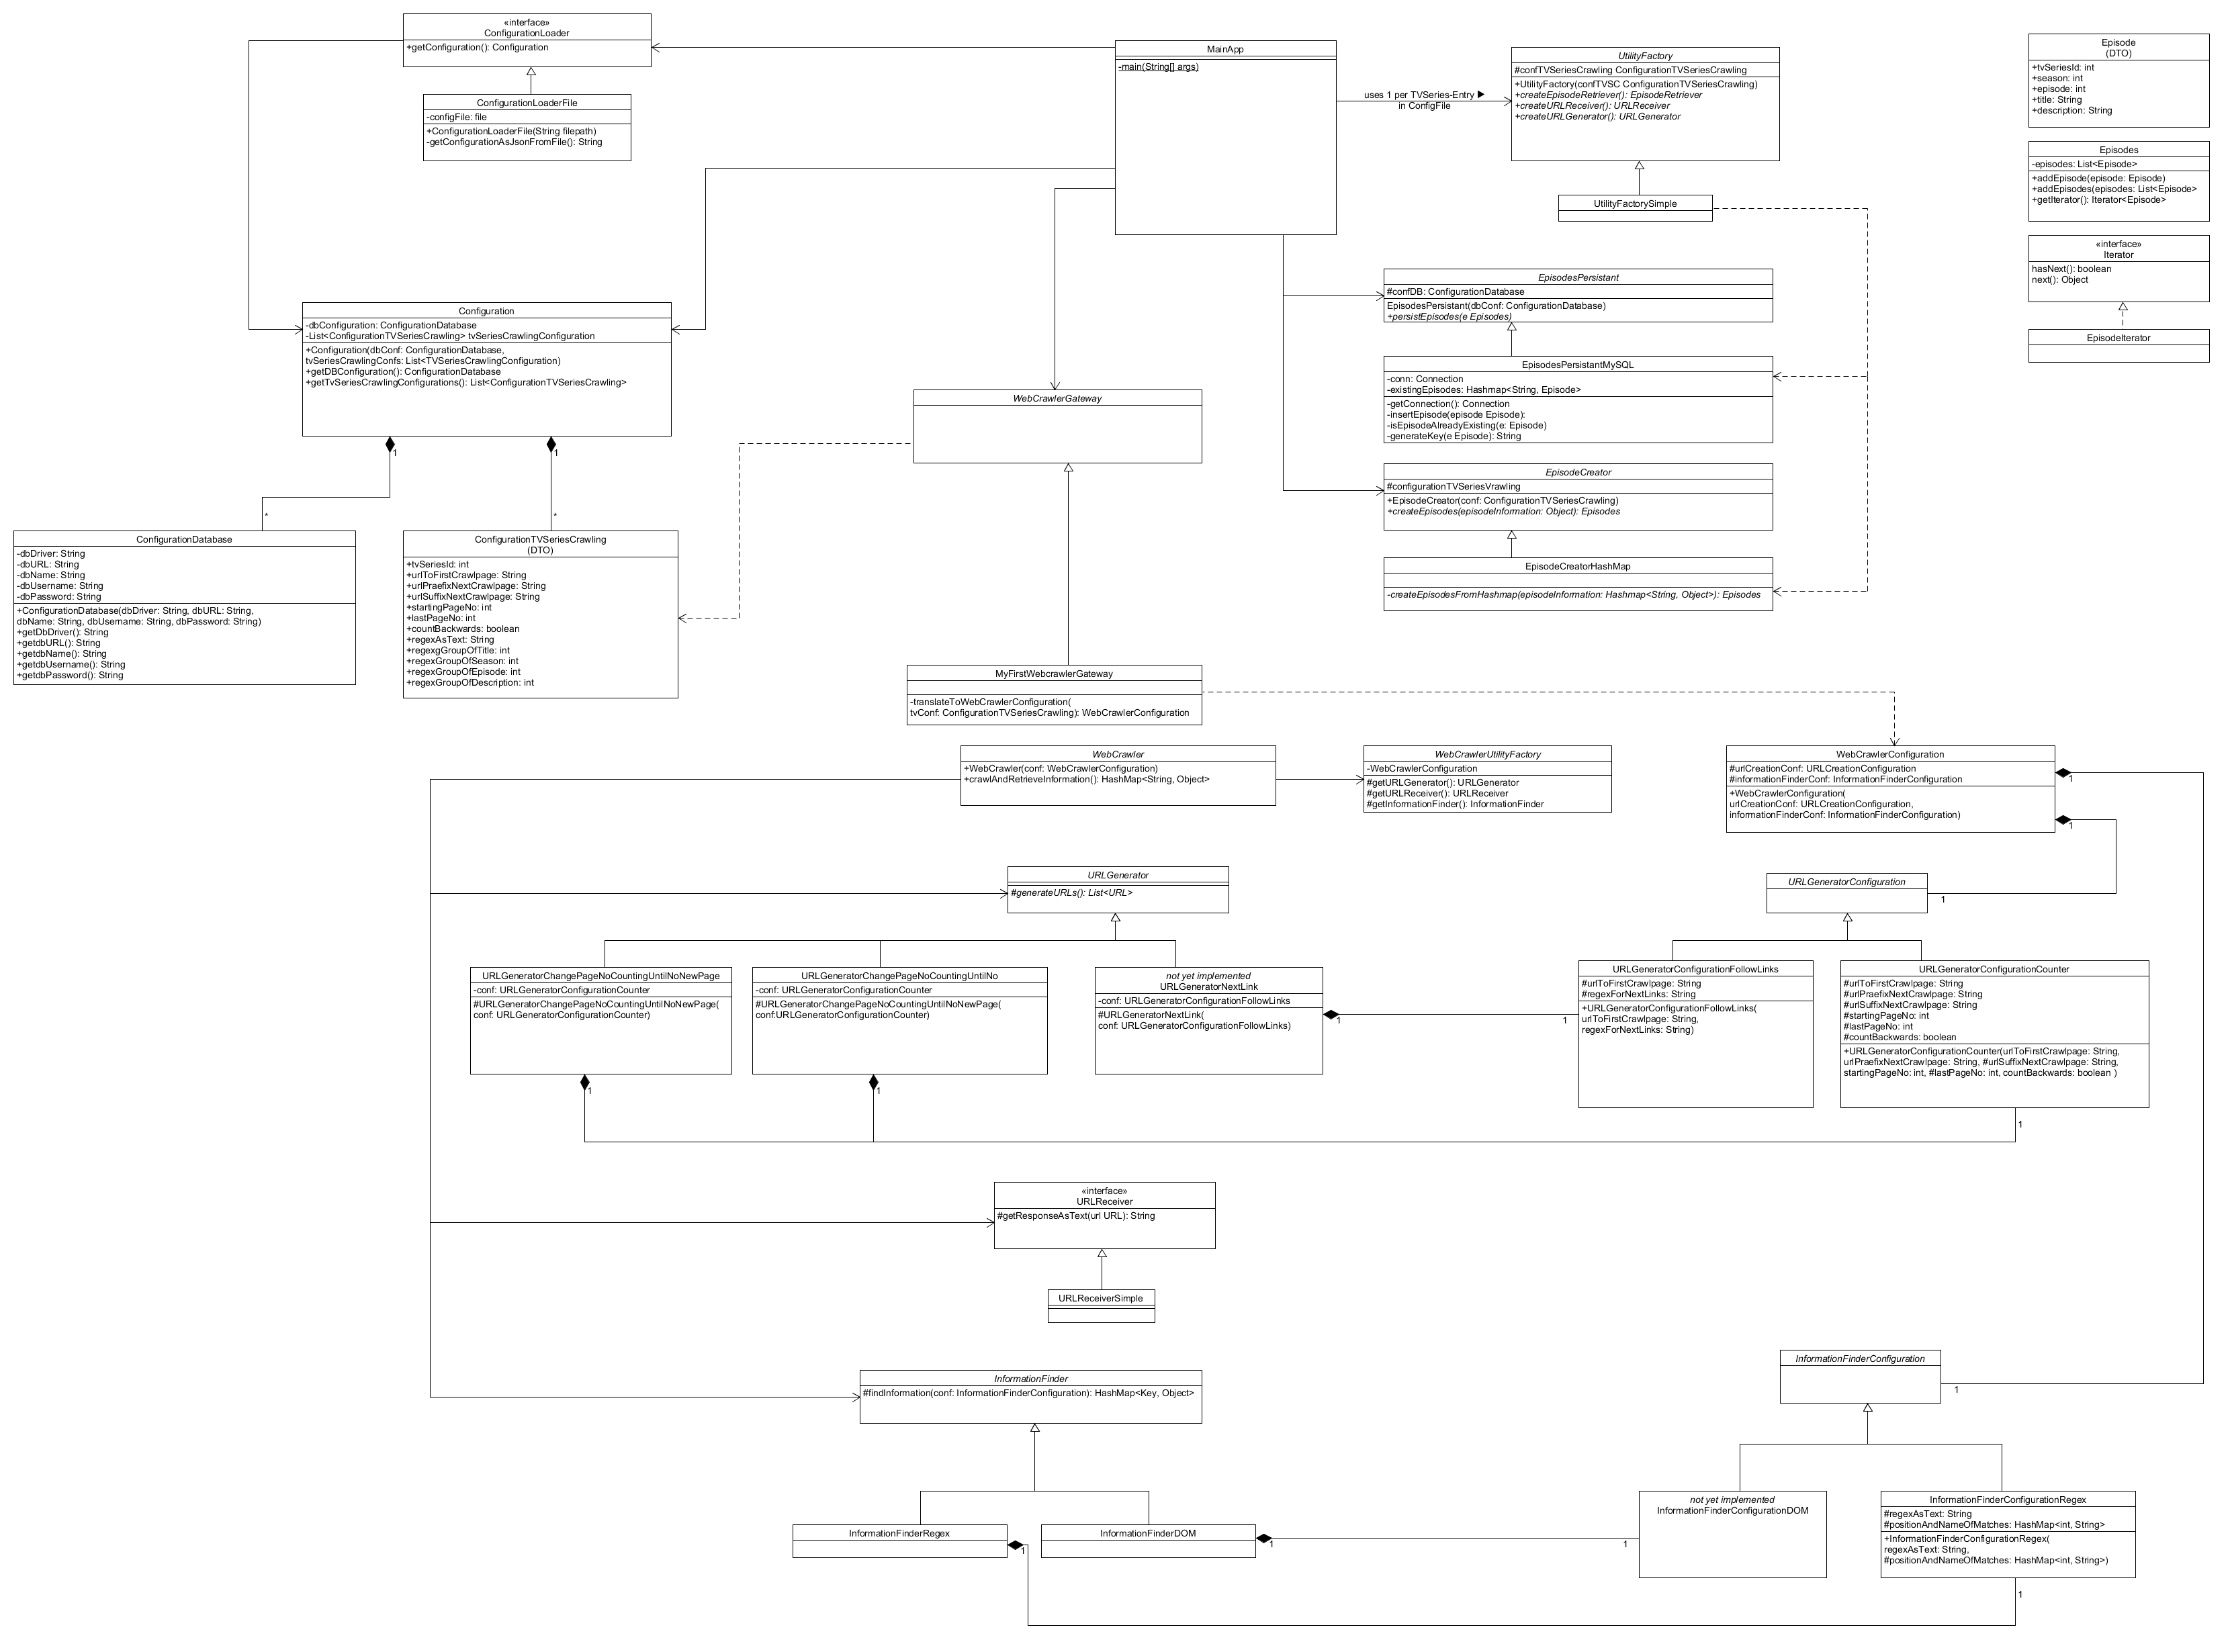 «interface»
ConfigurationLoader
+getConfiguration(): Configuration
ConfigurationLoaderFile
-configFile: file
+ConfigurationLoaderFile(String filepath)
-getConfigurationAsJsonFromFile(): String
MainApp
-main(String[] args)
uses 1 per TVSeries-Entry ▶
in ConfigFile
UtilityFactory
#confTVSeriesCrawling ConfigurationTVSeriesCrawling
+UtilityFactory(confTVSC ConfigurationTVSeriesCrawling)
+createEpisodeRetriever(): EpisodeRetriever
+createURLReceiver(): URLReceiver
+createURLGenerator(): URLGenerator
UtilityFactorySimple
Episode
(DTO)
+tvSeriesId: int
+season: int
+episode: int
+title: String
+description: String
Episodes
-episodes: List<Episode>
+addEpisode(episode: Episode)
+addEpisodes(episodes: List<Episode>
+getIterator(): Iterator<Episode>
«interface»
Iterator
hasNext(): boolean
next(): Object
EpisodeIterator
EpisodesPersistant
#confDB: ConfigurationDatabase
EpisodesPersistant(dbConf: ConfigurationDatabase)
+persistEpisodes(e Episodes)
EpisodesPersistantMySQL
-conn: Connection
-existingEpisodes: Hashmap<String, Episode>
-getConnection(): Connection
-insertEpisode(episode Episode):
-isEpisodeAlreadyExisting(e: Episode)
-generateKey(e Episode): String
EpisodeCreator
#configurationTVSeriesVrawling
+EpisodeCreator(conf: ConfigurationTVSeriesCrawling)
+createEpisodes(episodeInformation: Object): Episodes
EpisodeCreatorHashMap
-createEpisodesFromHashmap(episodeInformation: Hashmap<String, Object>): Episodes
Configuration
-dbConfiguration: ConfigurationDatabase
-List<ConfigurationTVSeriesCrawling> tvSeriesCrawlingConfiguration
+Configuration(dbConf: ConfigurationDatabase,
tvSeriesCrawlingConfs: List<TVSeriesCrawlingConfiguration)
+getDBConfiguration(): ConfigurationDatabase
+getTvSeriesCrawlingConfigurations(): List<ConfigurationTVSeriesCrawling>
1
1
*
*
ConfigurationDatabase
-dbDriver: String
-dbURL: String
-dbName: String
-dbUsername: String
-dbPassword: String
+ConfigurationDatabase(dbDriver: String, dbURL: String,
dbName: String, dbUsername: String, dbPassword: String)
+getDbDriver(): String
+getdbURL(): String
+getdbName(): String
+getdbUsername(): String
+getdbPassword(): String
ConfigurationTVSeriesCrawling
(DTO)
+tvSeriesId: int
+urlToFirstCrawlpage: String
+urlPraefixNextCrawlpage: String
+urlSuffixNextCrawlpage: String
+startingPageNo: int
+lastPageNo: int
+countBackwards: boolean
+regexAsText: String
+regexgGroupOfTitle: int
+regexGroupOfSeason: int
+regexGroupOfEpisode: int
+regexGroupOfDescription: int
WebCrawlerGateway
MyFirstWebcrawlerGateway
-translateToWebCrawlerConfiguration(
tvConf: ConfigurationTVSeriesCrawling): WebCrawlerConfiguration
WebCrawler
+WebCrawler(conf: WebCrawlerConfiguration)
+crawlAndRetrieveInformation(): HashMap<String, Object>
WebCrawlerUtilityFactory
-WebCrawlerConfiguration
#getURLGenerator(): URLGenerator
#getURLReceiver(): URLReceiver
#getInformationFinder(): InformationFinder
WebCrawlerConfiguration
#urlCreationConf: URLCreationConfiguration
#informationFinderConf: InformationFinderConfiguration
+WebCrawlerConfiguration(
urlCreationConf: URLCreationConfiguration,
informationFinderConf: InformationFinderConfiguration)
1
1
URLGenerator
#generateURLs(): List<URL>
URLGeneratorConfiguration
1
URLGeneratorChangePageNoCountingUntilNoNewPage
-conf: URLGeneratorConfigurationCounter
#URLGeneratorChangePageNoCountingUntilNoNewPage(
conf: URLGeneratorConfigurationCounter)
1
URLGeneratorChangePageNoCountingUntilNo
-conf: URLGeneratorConfigurationCounter
#URLGeneratorChangePageNoCountingUntilNoNewPage(
conf:URLGeneratorConfigurationCounter)
1
not yet implemented
URLGeneratorNextLink
-conf: URLGeneratorConfigurationFollowLinks
#URLGeneratorNextLink(
conf: URLGeneratorConfigurationFollowLinks)
1
1
URLGeneratorConfigurationFollowLinks
#urlToFirstCrawlpage: String
#regexForNextLinks: String
+URLGeneratorConfigurationFollowLinks(
urlToFirstCrawlpage: String,
regexForNextLinks: String)
URLGeneratorConfigurationCounter
#urlToFirstCrawlpage: String
#urlPraefixNextCrawlpage: String
#urlSuffixNextCrawlpage: String
#startingPageNo: int
#lastPageNo: int
#countBackwards: boolean
+URLGeneratorConfigurationCounter(urlToFirstCrawlpage: String,
urlPraefixNextCrawlpage: String, #urlSuffixNextCrawlpage: String,
startingPageNo: int, #lastPageNo: int, countBackwards: boolean )
1
«interface»
URLReceiver
#getResponseAsText(url URL): String
URLReceiverSimple
InformationFinder
#findInformation(conf: InformationFinderConfiguration): HashMap<Key, Object>
InformationFinderConfiguration
1
InformationFinderRegex
1
InformationFinderDOM
1
1
not yet implemented
InformationFinderConfigurationDOM
InformationFinderConfigurationRegex
#regexAsText: String
#positionAndNameOfMatches: HashMap<int, String>
+InformationFinderConfigurationRegex(
regexAsText: String,
#positionAndNameOfMatches: HashMap<int, String>)
1